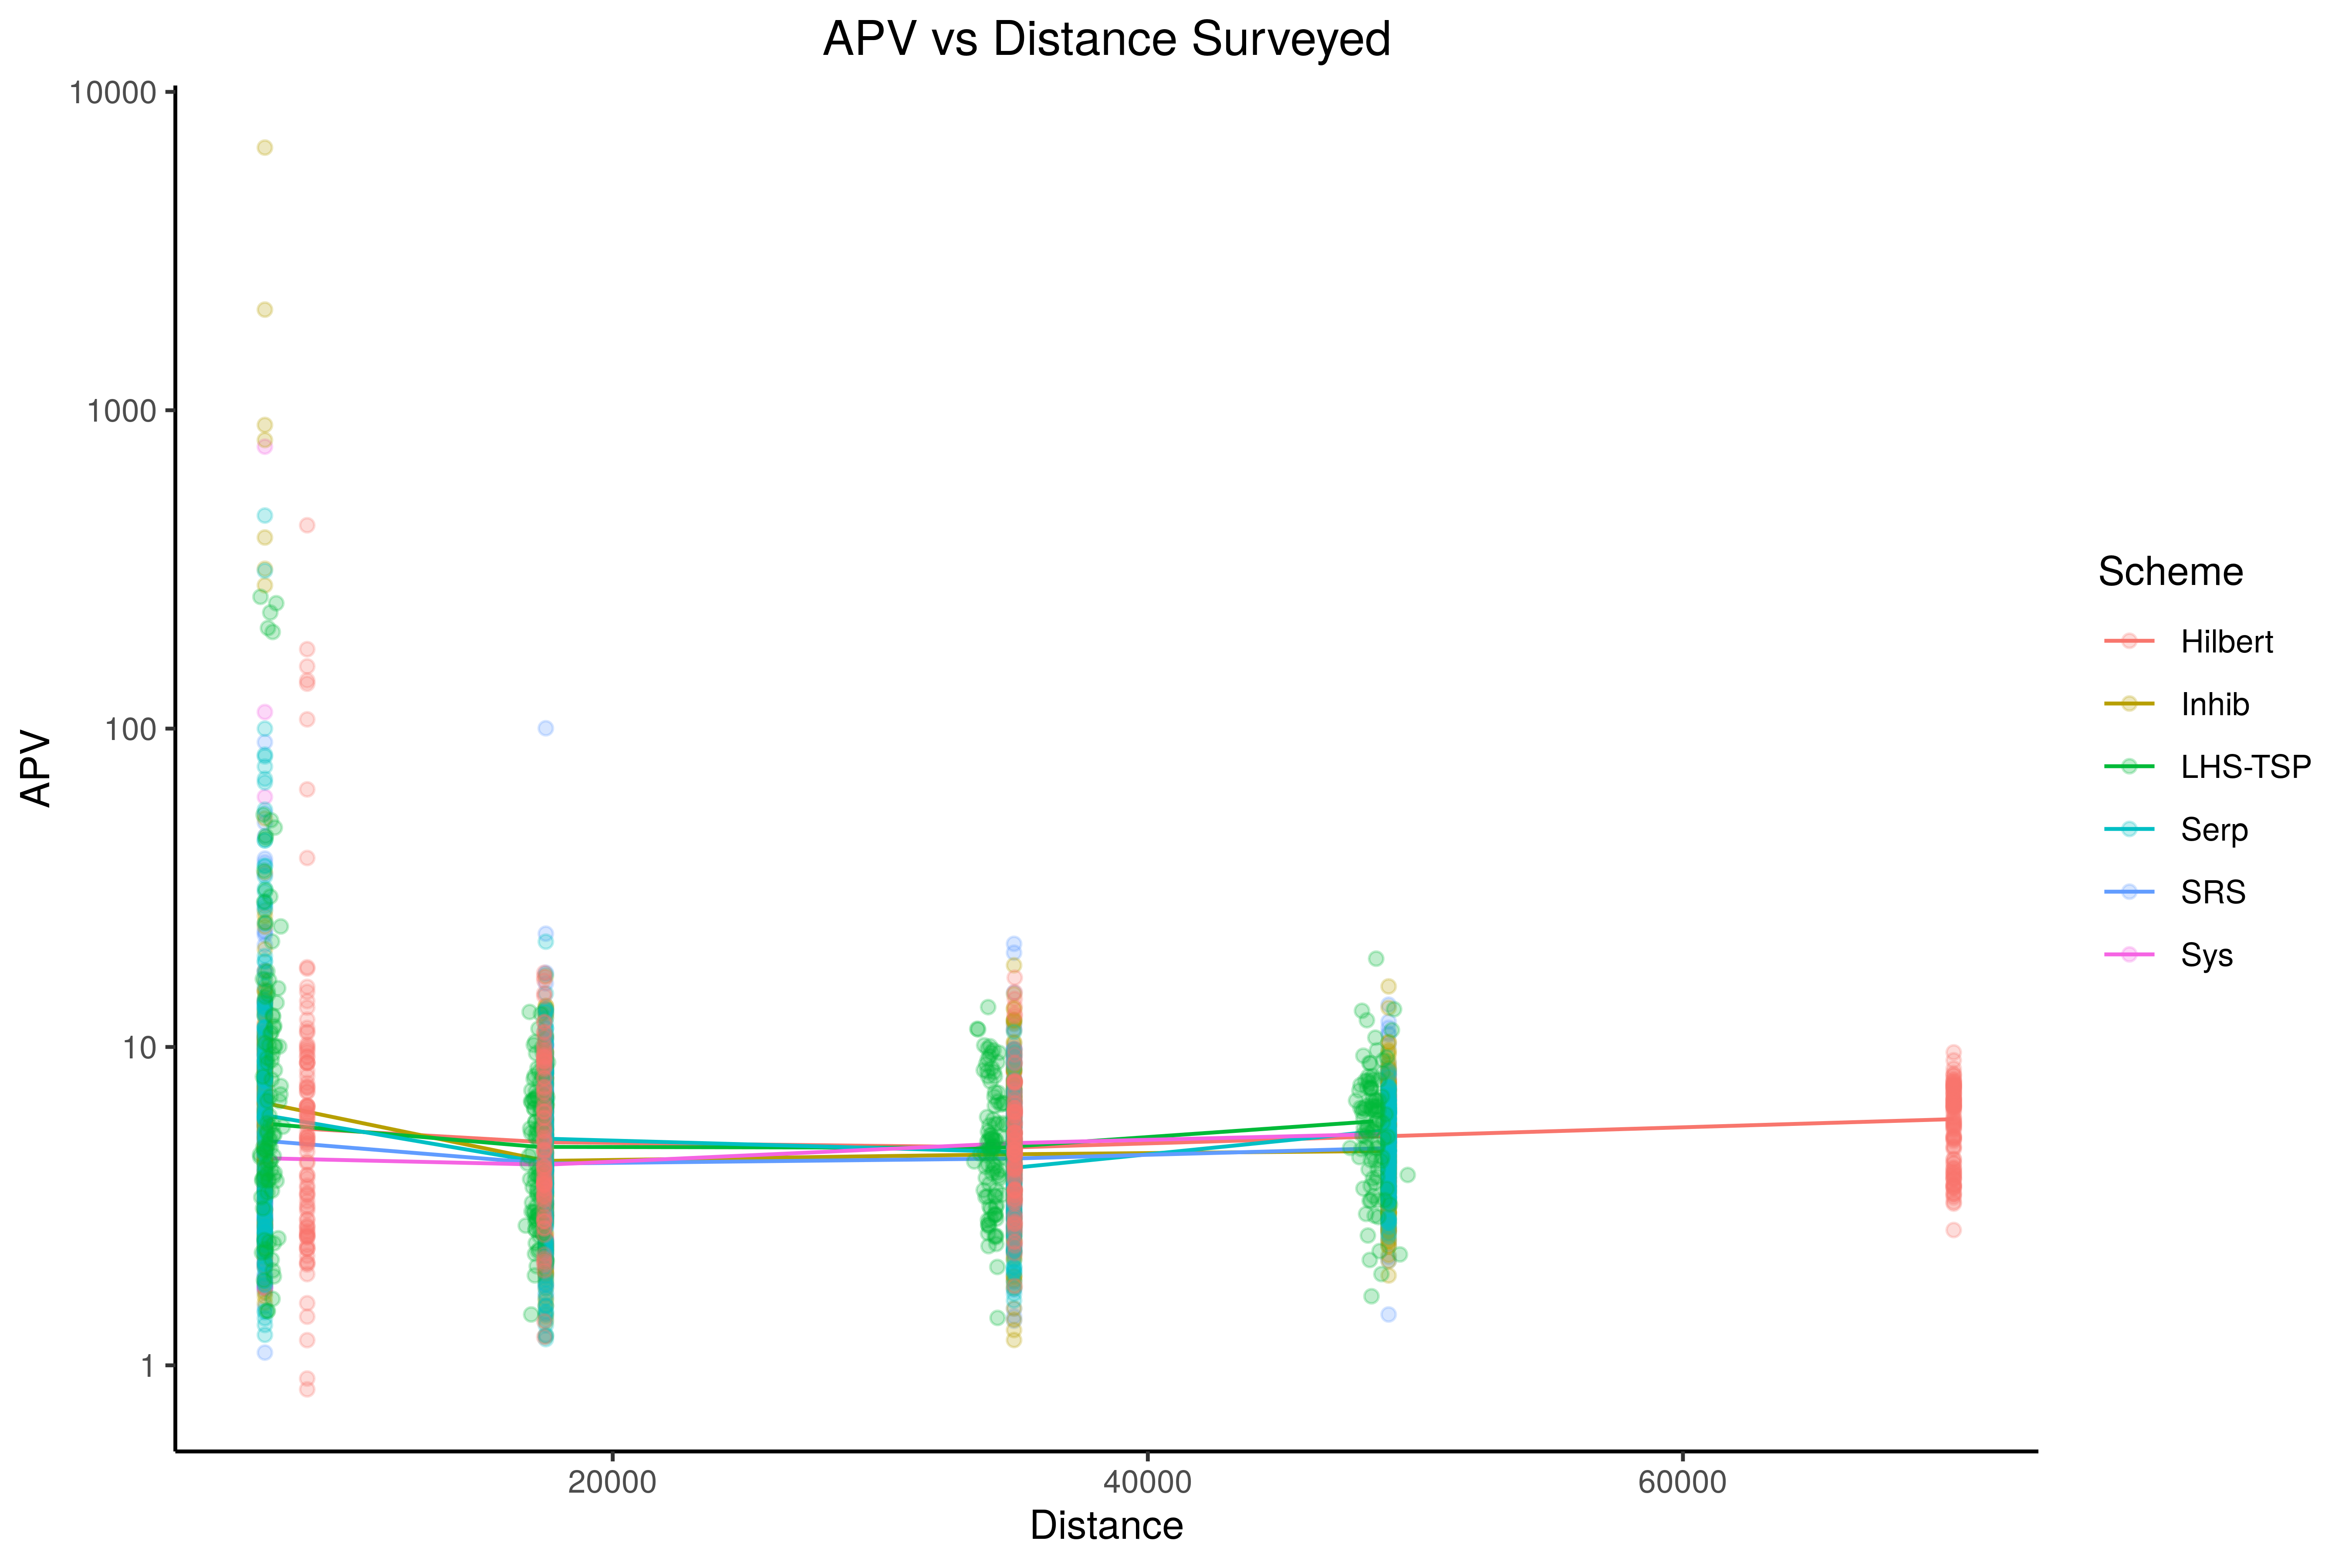 APV vs Distance Surveyed
10000
1000
100
10
1
APV
20000
40000
60000
Distance
Scheme
Hilbert
Inhib
LHS-TSP
Serp
SRS
Sys